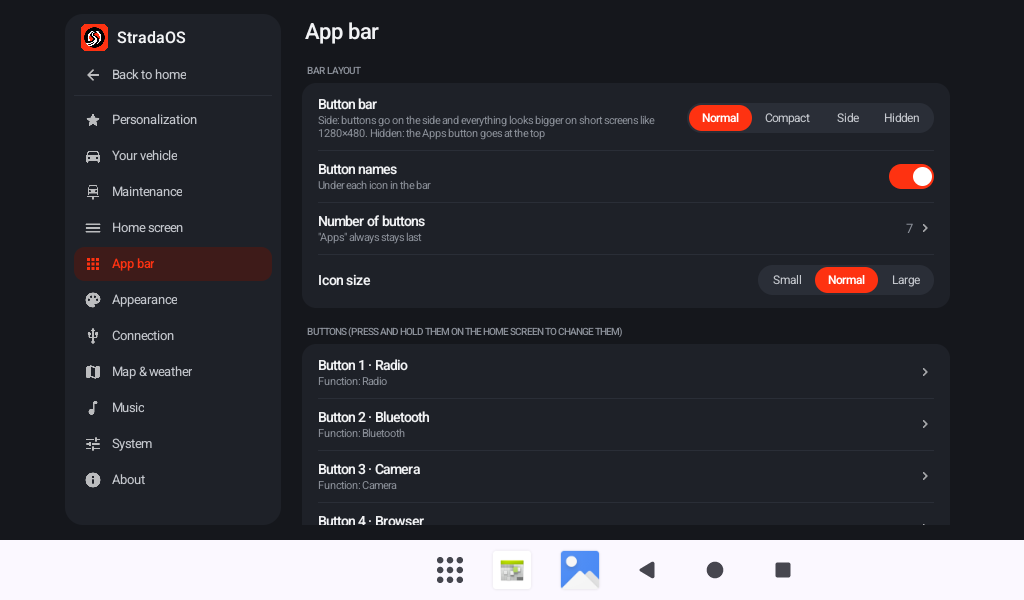 StradaOS
Back to home
Personalization
Your vehicle
Maintenance
Home screen
App bar
Appearance
Connection
Map & weather
Music
System
About
App bar
BAR LAYOUT
Button bar
Side: buttons go on the side and everything looks bigger on short screens like
1280×480. Hidden: the Apps button goes at the top
Normal Compact Side Hidden
Button names
Under each icon in the bar
Number of buttons
"Apps" always stays last
7
Icon size
Small Normal Large
BUTTONS (PRESS AND HOLD THEM ON THE HOME SCREEN TO CHANGE THEM)
Button 1 · Radio
Function: Radio
Button 2 · Bluetooth
Function: Bluetooth
Button 3 · Camera
Function: Camera
Button 4 · Browser